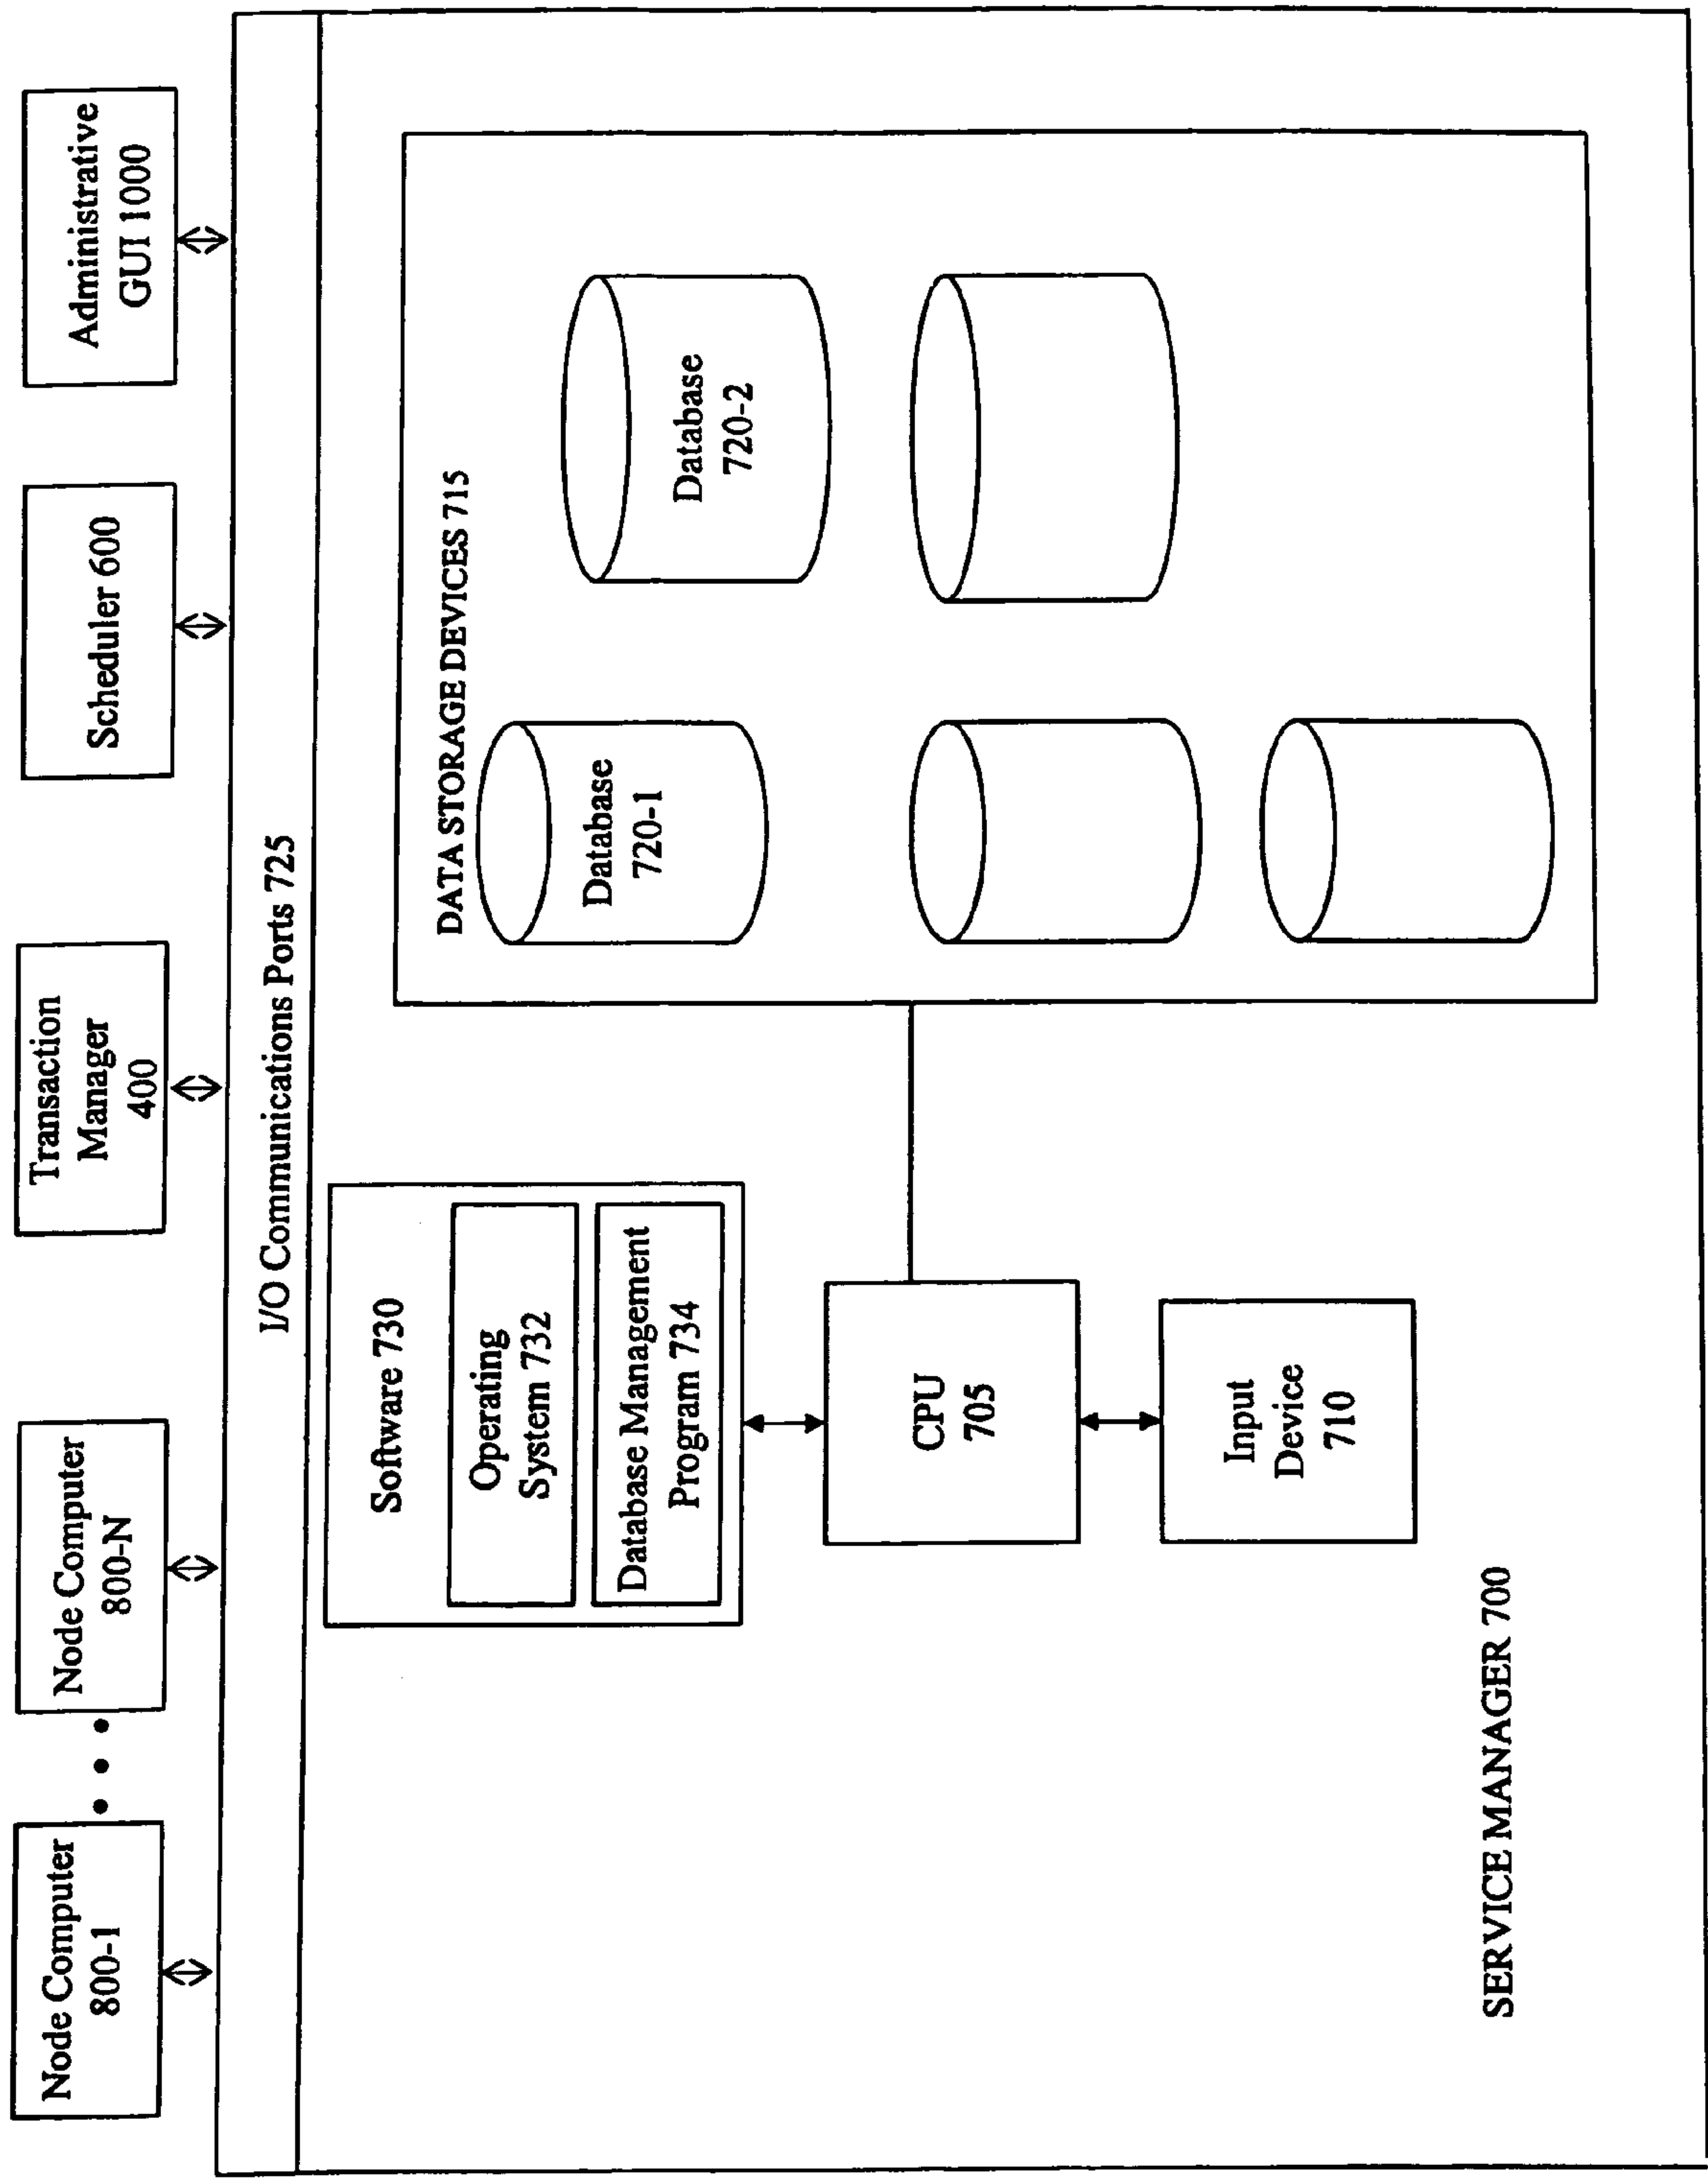 Node Computer
800-1
• • •
Node Computer
800-N
Transaction
Manager
400
Scheduler 600
Administrative
GUI 1000
I/O Communications Ports 725
Software 730
Operating
System 732
Database Management
Program 734
CPU
705
Input
Device
710
DATA STORAGE DEVICES 715
Database
720-1
Database
720-2
SERVICE MANAGER 700